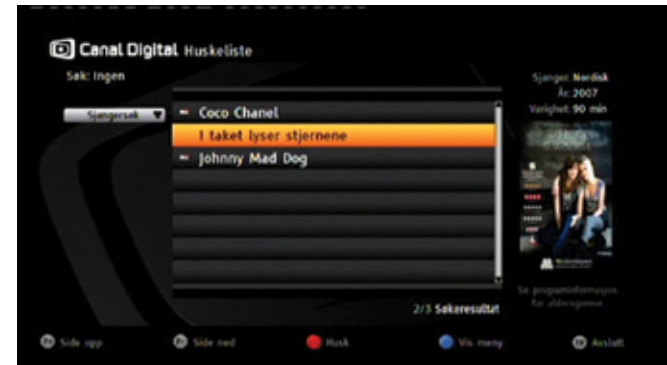 Canal Digital Huskeliste
Søk: Ingen
Sjanger: Nordisk
År: 2007
Varighet: 90 min
Sjangersøk
Coco Chanel
I taket lyser stjernene
Johnny Mad Dog
Se programinformasjon
for aldersgrense
2/3 Søkeresultat
Side opp
Side ned
Husk
Vis meny
Avslutt